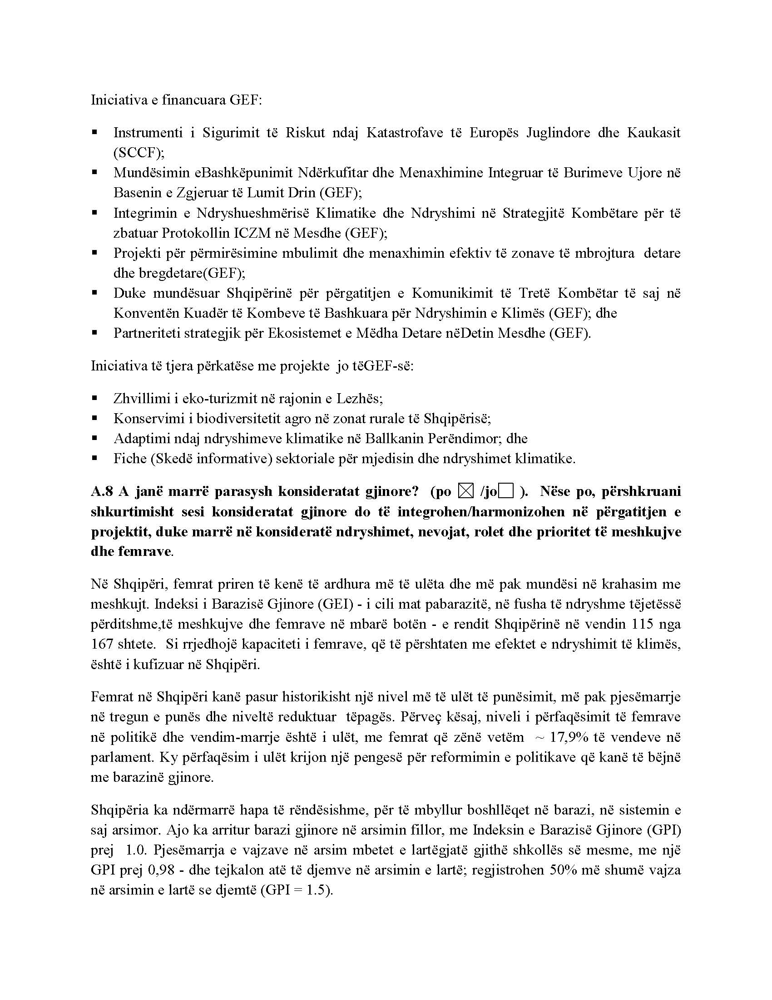 Iniciativa e financuara GEF:
▪ Instrumenti i Sigurimit të Riskut ndaj Katastrofave të Europës Juglindore dhe Kaukasit
(SCCF);
▪ Mundësimin eBashkëpunimit Ndërkufitar dhe Menaxhimine Integruar të Burimeve Ujore në
Basenin e Zgjeruar të Lumit Drin (GEF);
▪ Integrimin e Ndryshueshmërisë Klimatike dhe Ndryshimi në Strategjitë Kombëtare për të
zbatuar Protokollin ICZM në Mesdhe (GEF);
▪ Projekti për përmirësimine mbulimit dhe menaxhimin efektiv të zonave të mbrojtura  detare
dhe bregdetare(GEF);
▪ Duke mundësuar Shqipërinë për përgatitjen e Komunikimit të Tretë Kombëtar të saj në
Konventën Kuadër të Kombeve të Bashkuara për Ndryshimin e Klimës (GEF); dhe
▪ Partneriteti strategjik për Ekosistemet e Mëdha Detare nëDetin Mesdhe (GEF).
Iniciativa të tjera përkatëse me projekte  jo tëGEF-së:
▪ Zhvillimi i eko-turizmit në rajonin e Lezhës;
▪ Konservimi i biodiversitetit agro në zonat rurale të Shqipërisë;
▪ Adaptimi ndaj ndryshimeve klimatike në Ballkanin Perëndimor; dhe
▪ Fiche (Skedë informative) sektoriale për mjedisin dhe ndryshimet klimatike.
A.8 A janë marrë parasysh konsideratat gjinore?  (po ☒ /jo☐ ).  Nëse po, përshkruani
shkurtimisht sesi konsideratat gjinore do të integrohen/harmonizohen në përgatitjen e
projektit, duke marrë në konsideratë ndryshimet, nevojat, rolet dhe prioritet të meshkujve
dhe femrave.
Në Shqipëri, femrat priren të kenë të ardhura më të ulëta dhe më pak mundësi në krahasim me
meshkujt. Indeksi i Barazisë Gjinore (GEI) - i cili mat pabarazitë, në fusha të ndryshme tëjetëssë
përditshme,të meshkujve dhe femrave në mbarë botën - e rendit Shqipërinë në vendin 115 nga
167 shtete.  Si rrjedhojë kapaciteti i femrave, që të përshtaten me efektet e ndryshimit të klimës,
është i kufizuar në Shqipëri.
Femrat në Shqipëri kanë pasur historikisht një nivel më të ulët të punësimit, më pak pjesëmarrje
në tregun e punës dhe niveltë reduktuar  tëpagës. Përveç kësaj, niveli i përfaqësimit të femrave
në politikë dhe vendim-marrje është i ulët, me femrat që zënë vetëm  ~ 17,9% të vendeve në
parlament. Ky përfaqësim i ulët krijon një pengesë për reformimin e politikave që kanë të bëjnë
me barazinë gjinore.
Shqipëria ka ndërmarrë hapa të rëndësishme, për të mbyllur boshllëqet në barazi, në sistemin e
saj arsimor. Ajo ka arritur barazi gjinore në arsimin fillor, me Indeksin e Barazisë Gjinore (GPI)
prej  1.0. Pjesëmarrja e vajzave në arsim mbetet e lartëgjatë gjithë shkollës së mesme, me një
GPI prej 0,98 - dhe tejkalon atë të djemve në arsimin e lartë; regjistrohen 50% më shumë vajza
në arsimin e lartë se djemtë (GPI = 1.5).